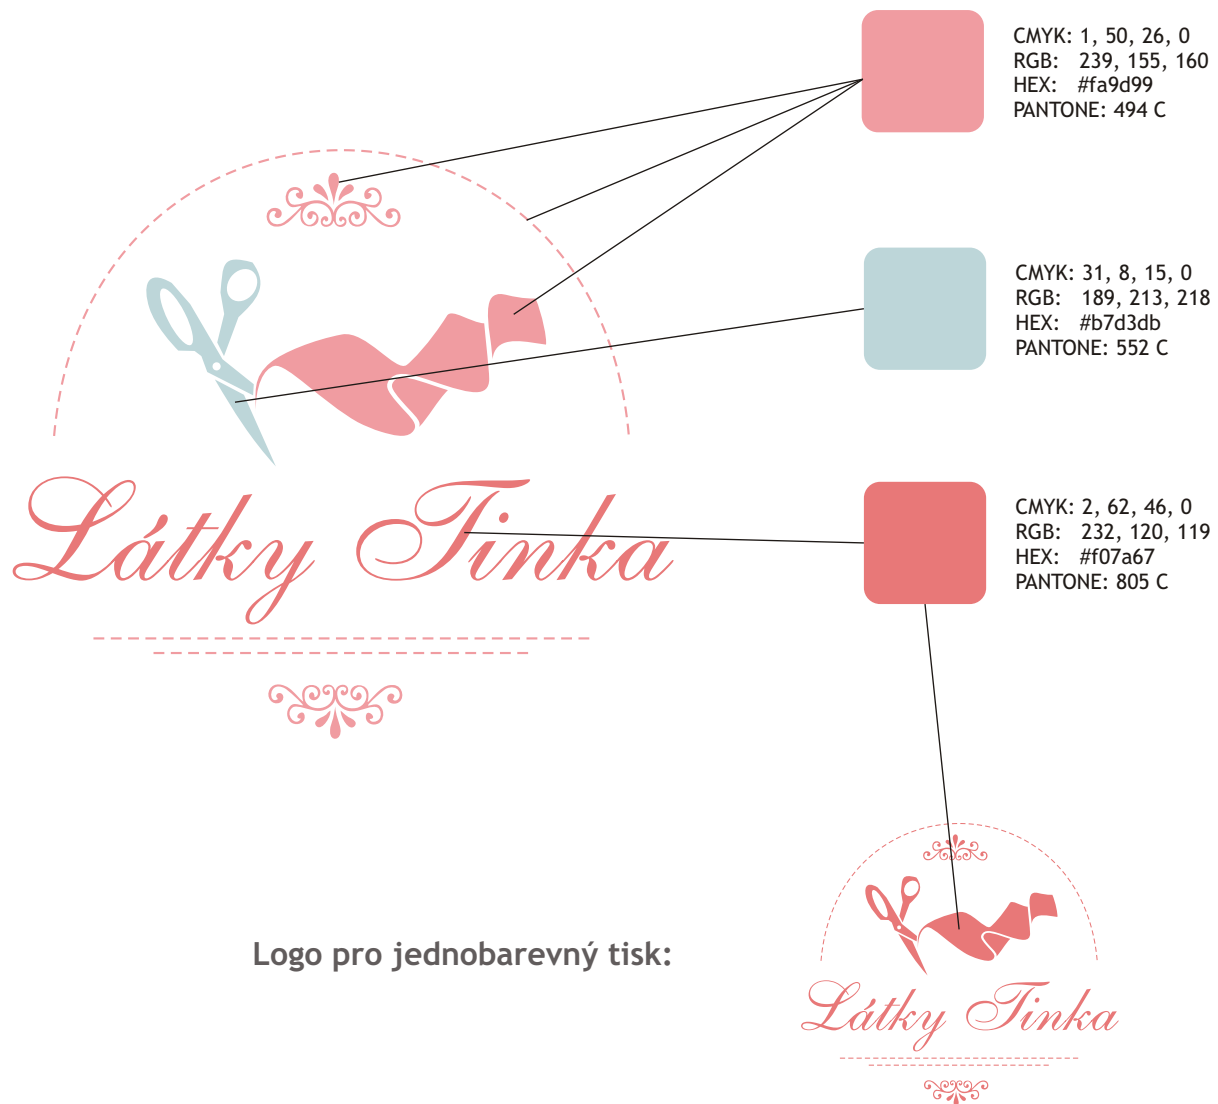 CMYK: 1, 50, 26, 0
RGB: 239, 155, 160
HEX: #fa9d99
PANTONE: 494 C
CMYK: 31, 8, 15, 0
RGB: 189, 213, 218
HEX: #b7d3db
PANTONE: 552 C
Látky Tinka
CMYK: 2, 62, 46, 0
RGB: 232, 120, 119
HEX: #f07a67
PANTONE: 805 C
Logo pro jednobarevný tisk:
Látky Tinka